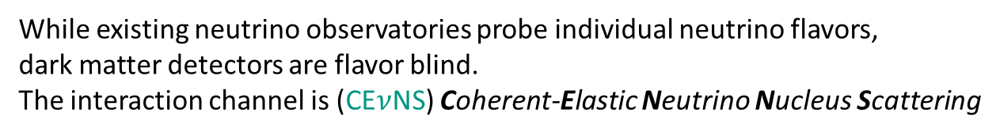 While existing neutrino observatories probe individual neutrino flavors,
dark matter detectors are flavor blind.
The interaction channel is (CE𝜈NS) Coherent-Elastic Neutrino Nucleus Scattering